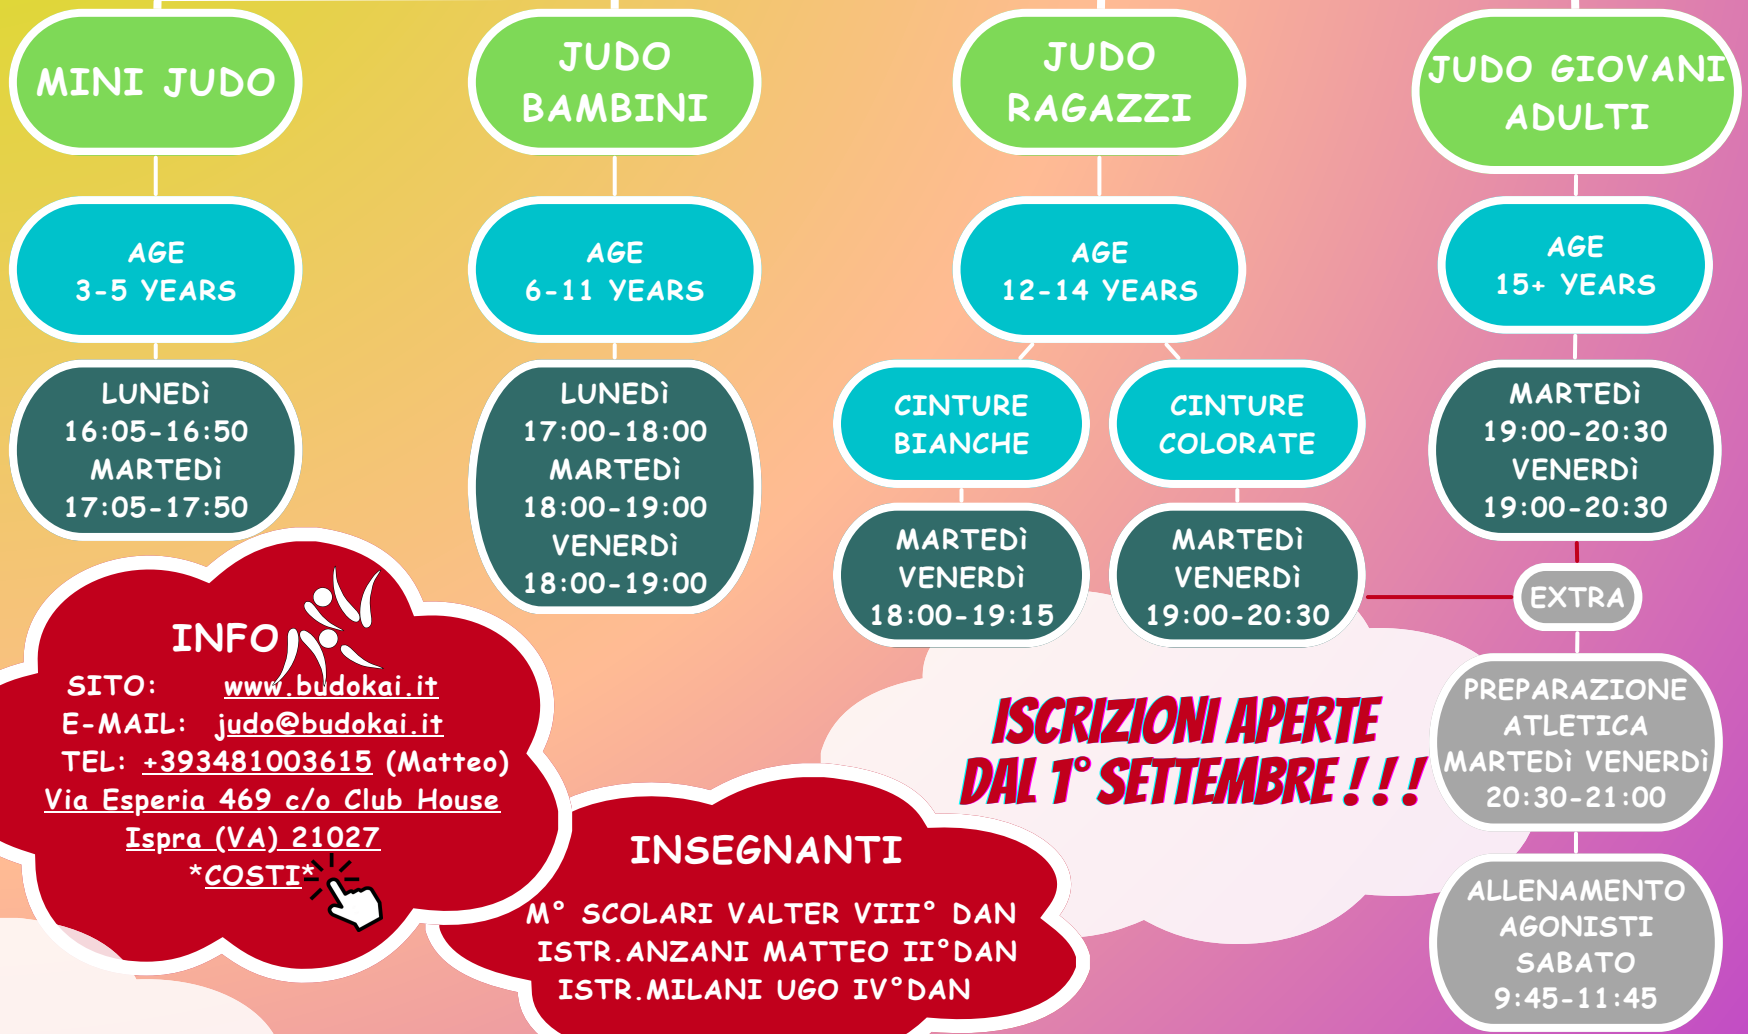 MINI JUDO
AGE
3-5 YEARS
LUNEDì
16:05-16:50
MARTEDì
17:05-17:50
JUDO
BAMBINI
AGE
6-11 YEARS
LUNEDì
17:00-18:00
MARTEDì
18:00-19:00
VENERDì
18:00-19:00
JUDO
RAGAZZI
AGE
12-14 YEARS
CINTURE
BIANCHE
MARTEDì
VENERDì
18:00-19:15
CINTURE
COLORATE
MARTEDì
VENERDì
19:00-20:30
JUDO GIOVANI
ADULTI
AGE
15+ YEARS
MARTEDì
19:00-20:30
VENERDì
19:00-20:30
EXTRA
PREPARAZIONE
ATLETICA
MARTEDì VENERDì
20:30-21:00
ALLENAMENTO
AGONISTI
SABATO
9:45-11:45
INFO
SITO: www.budokai.it
E-MAIL: judo@budokai.it
TEL: +393481003615 (Matteo)
Via Esperia 469 c/o Club House
Ispra (VA) 21027
*COSTI*
INSEGNANTI
M° SCOLARI VALTER VIII° DAN
ISTR.ANZANI MATTEO II°DAN
ISTR.MILANI UGO IV°DAN
ISCRIZIONI APERTE
DAL 1° SETTEMBRE!!!